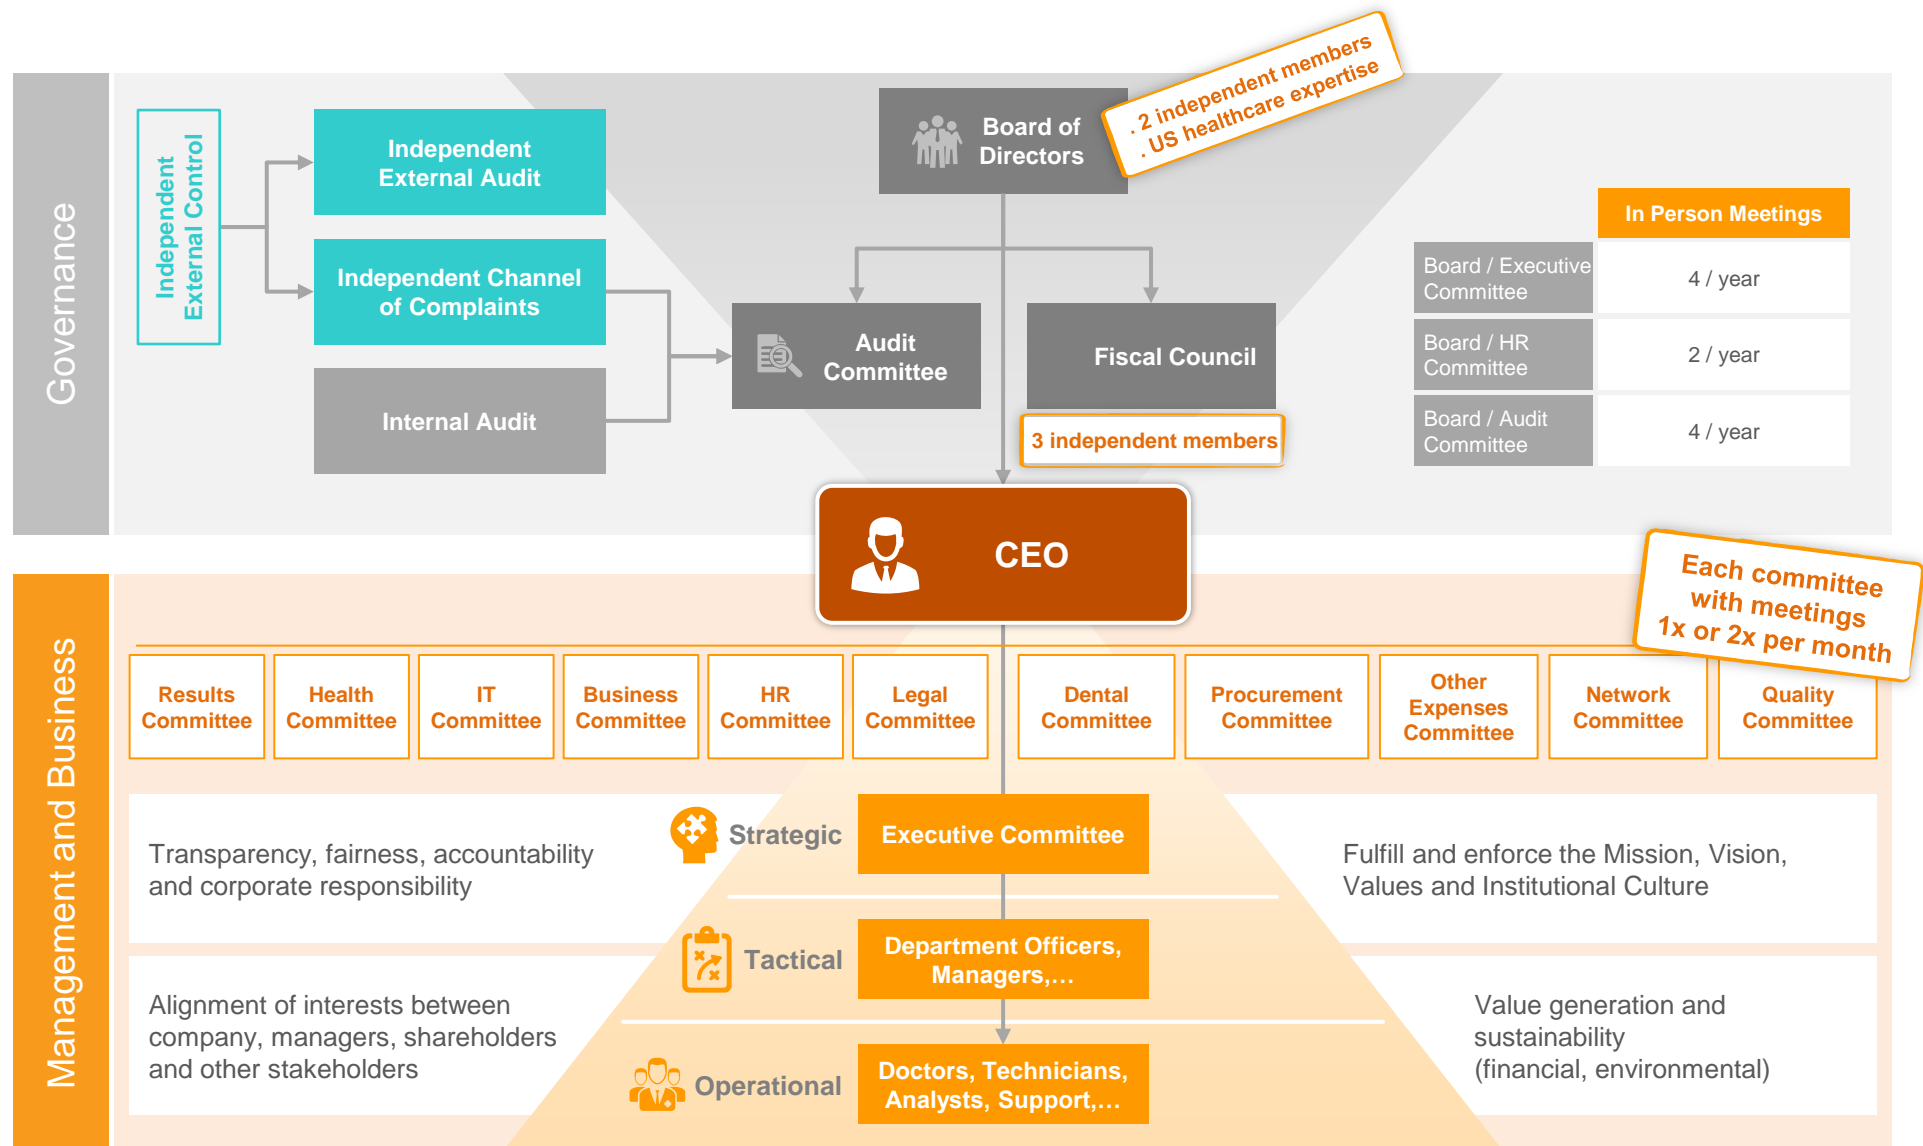 Governance
Independent
External Control
Independent
External Audit
Independent Channel
of Complaints
Internal Audit
Board of
Directors
. 2 independent members
. US healthcare expertise
Audit
Committee
Fiscal Council
3 independent members
In Person Meetings
Board / Executive
Committee
4 / year
Board / HR
Committee
2 / year
Board / Audit
Committee
4 / year
CEO
Each committee
with meetings
1x or 2x per month
Management and Business
Results
Committee
Health
Committee
IT
Committee
Business
Committee
HR
Committee
Legal
Committee
Dental
Committee
Procurement
Committee
Other
Expenses
Committee
Network
Committee
Quality
Committee
Transparency, fairness, accountability
and corporate responsibility
Strategic
Executive Committee
Fulfill and enforce the Mission, Vision,
Values and Institutional Culture
Tactical
Department Officers,
Managers,…
Alignment of interests between
company, managers, shareholders
and other stakeholders
Operational
Doctors, Technicians,
Analysts, Support,…
Value generation and
sustainability
(financial, environmental)